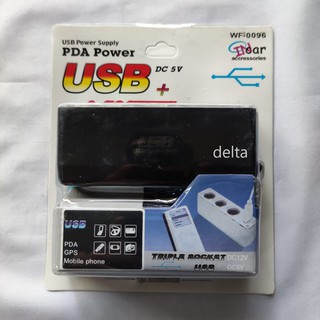 USB Power Supply
WF-0096
PDA Power
USB
DC 5V
+
accessories
delta
USB
PDA
GPS
Mobile phone
TRIPLE SOCKET
USB
DC12V
DC5V